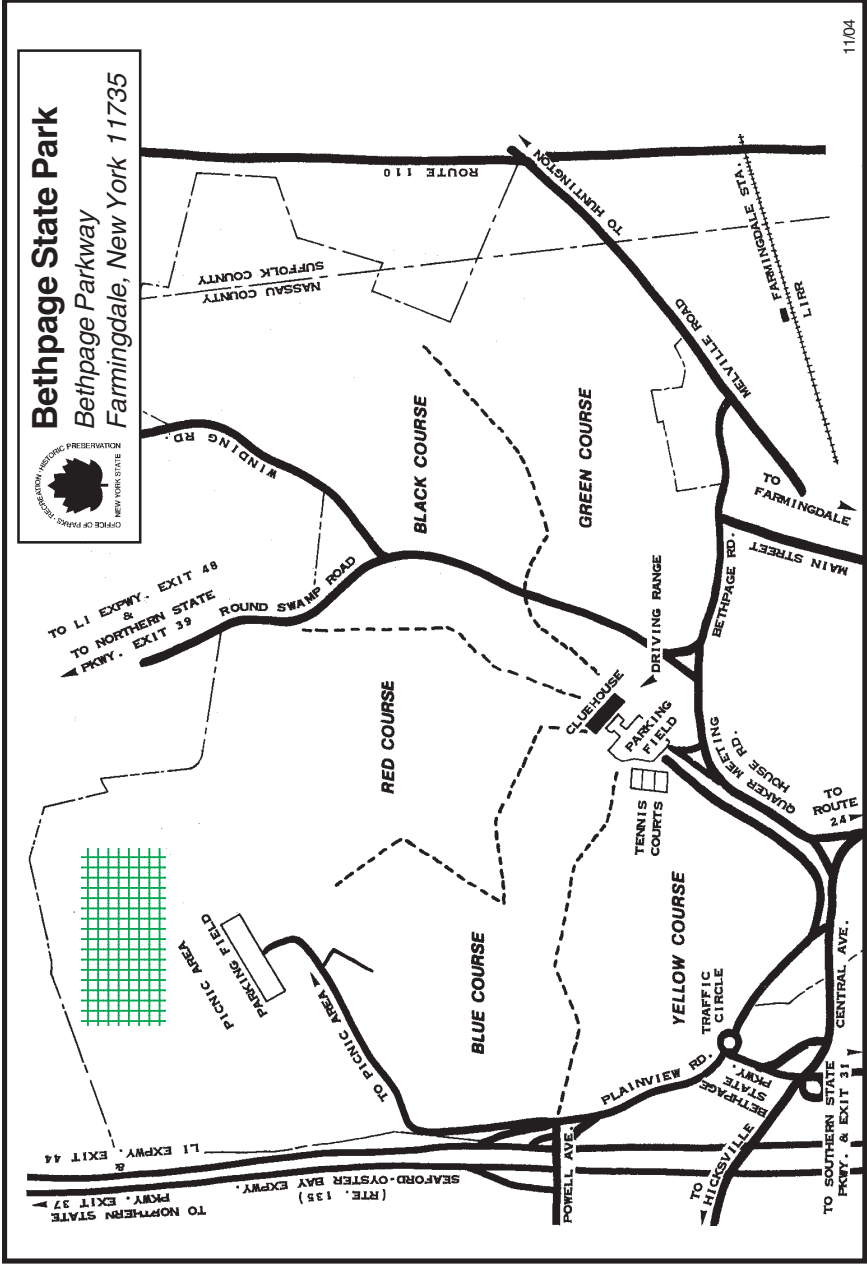 Bethpage State Park
Bethpage Parkway
Farmingdale, New York 11735
OFFICE OF PARKS · RECREATION · HISTORIC PRESERVATION
NEW YORK STATE
11/04
ROUTE 110
TO HUNTINGTON
FARMINGDALE STA.
LIRR
SUFFOLK COUNTY
NASSAU COUNTY
MELVILLE ROAD
WINDING RD.
BLACK COURSE
GREEN COURSE
TO
FARMINGDALE
MAIN STREET
BETHPAGE RD.
TO LI EXPWY. EXIT 48
&
TO NORTHERN STATE
PKWY. EXIT 39
ROUND SWAMP ROAD
DRIVING RANGE
CLUEHOUSE
PARKING
FIELD
RED COURSE
QUAKER MEETING
HOUSE RD.
TENNIS
COURTS
TO
ROUTE
24
PICNIC AREA
PARKING FIELD
TO PICNIC AREA
BLUE COURSE
YELLOW COURSE
TRAFFIC
CIRCLE
CENTRAL AVE.
PLAINVIEW RD.
BETHPAGE
STATE
PKWY.
LI EXPWY. EXIT 44
&
TO NORTHERN STATE
PKWY. EXIT 37
SEAFORD-OYSTER BAY EXPWY.
(RTE. 135)
POWELL AVE.
TO
HICKSVILLE
TO SOUTHERN STATE
PKWY. & EXIT 31